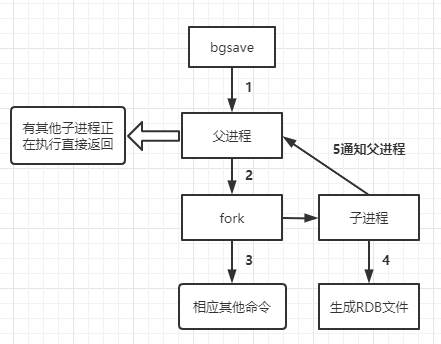 bgsave
1
有其他子进程正
在执行直接返回
父进程
5通知父进程
2
fork
子进程
3
4
相应其他命令
生成RDB文件